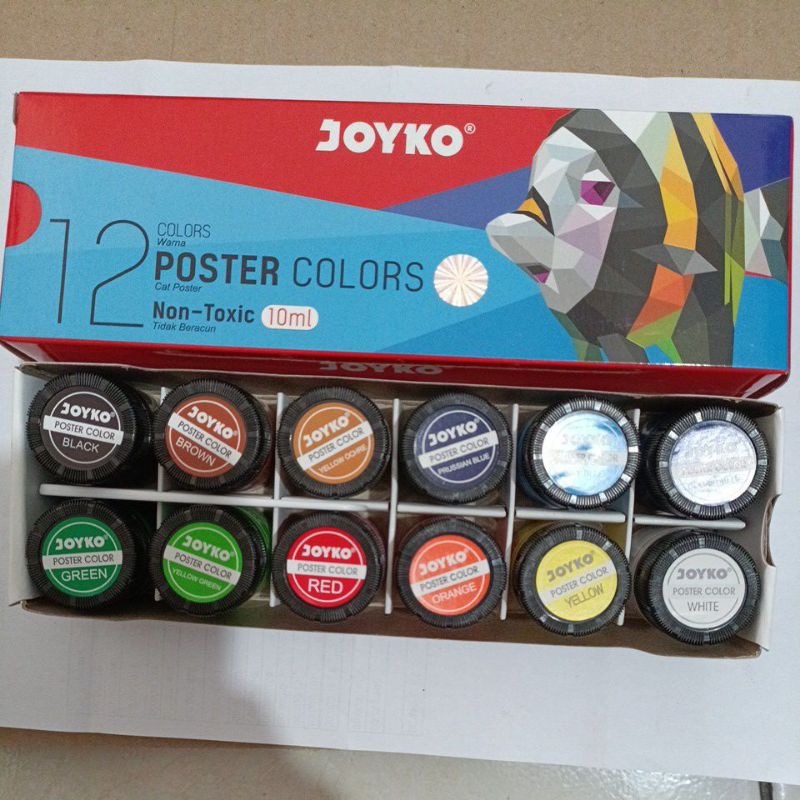 JOYKO®
12
COLORS
Warna
POSTER COLORS
Cat Poster
Non-Toxic 10ml
Tidak Beracun
JOYKO
JOYKO®
POSTER COLOR
BLACK
JOYKO®
POSTER COLOR
BROWN
JOYKO®
POSTER COLOR
YELLOW OCHRE
JOYKO®
POSTER COLOR
PRUSSIAN BLUE
JOYKO
JOYKO®
POSTER COLOR
GREEN
JOYKO®
POSTER COLOR
YELLOW GREEN
JOYKO®
POSTER COLOR
RED
JOYKO®
POSTER COLOR
ORANGE
JOYKO®
POSTER COLOR
YELLOW
JOYKO®
POSTER COLOR
WHITE